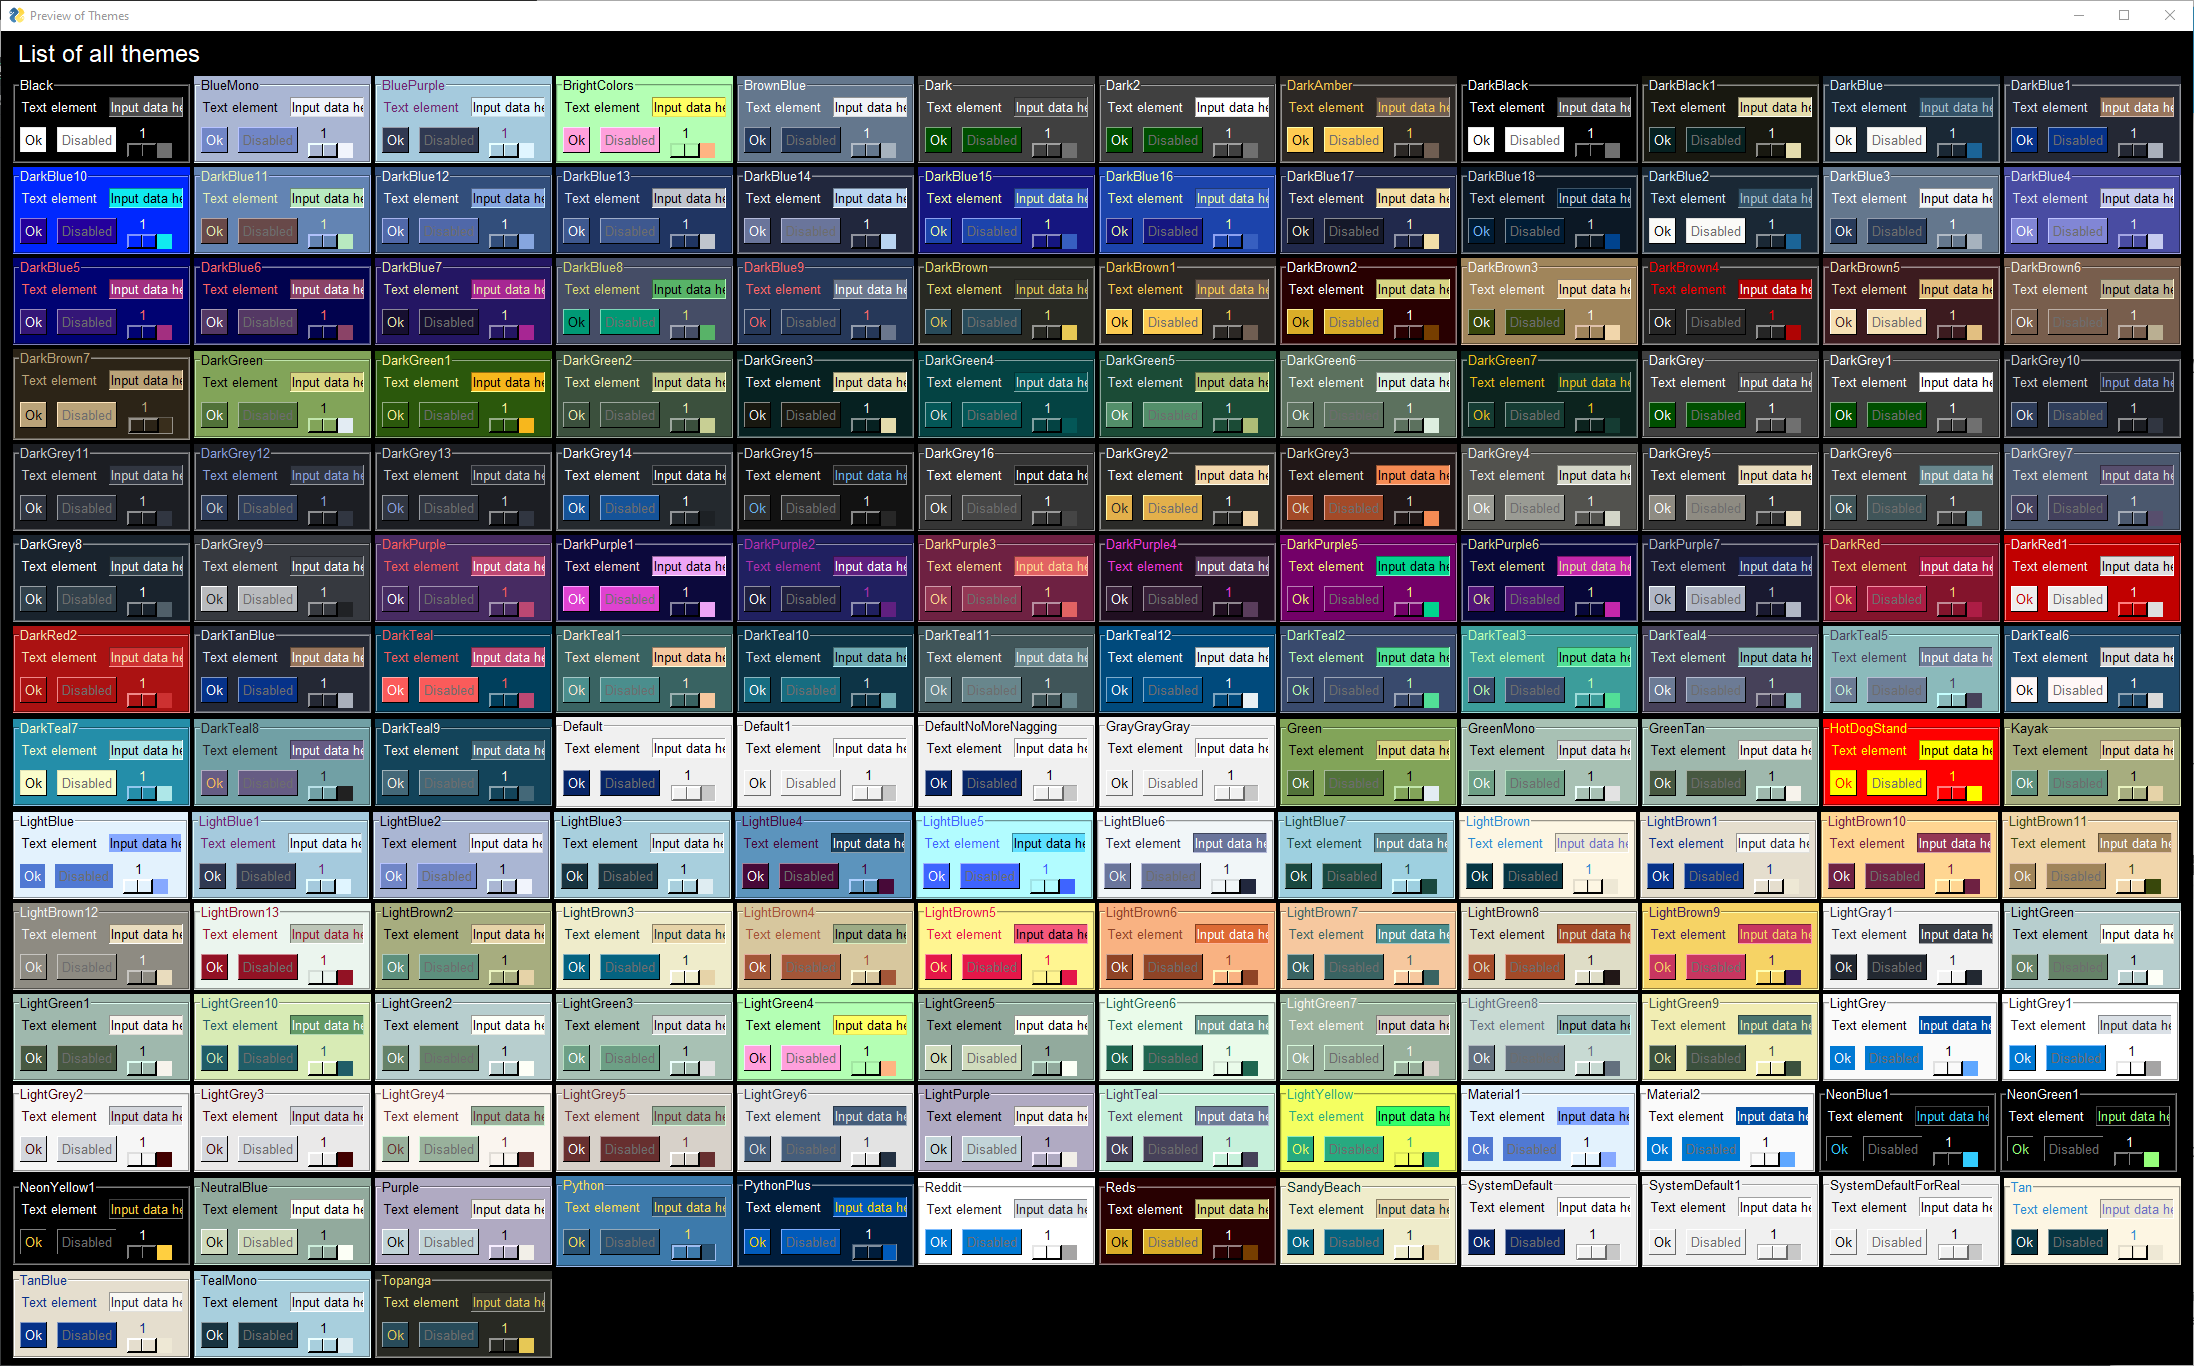 Preview of Themes
List of all themes
Black BlueMono BluePurple BrightColors BrownBlue Dark Dark2 DarkAmber DarkBlack DarkBlack1 DarkBlue DarkBlue1
Text element Input data he Text element Input data he Text element Input data he Text element Input data he Text element Input data he Text element Input data he Text element Input data he Text element Input data he Text element Input data he Text element Input data he Text element Input data he Text element Input data he
Ok Disabled 1 Ok Disabled 1 Ok Disabled 1 Ok Disabled 1 Ok Disabled 1 Ok Disabled 1 Ok Disabled 1 Ok Disabled 1 Ok Disabled 1 Ok Disabled 1 Ok Disabled 1 Ok Disabled 1
DarkBlue10 DarkBlue11 DarkBlue12 DarkBlue13 DarkBlue14 DarkBlue15 DarkBlue16 DarkBlue17 DarkBlue18 DarkBlue2 DarkBlue3 DarkBlue4
Text element Input data he Text element Input data he Text element Input data he Text element Input data he Text element Input data he Text element Input data he Text element Input data he Text element Input data he Text element Input data he Text element Input data he Text element Input data he Text element Input data he
Ok Disabled 1 Ok Disabled 1 Ok Disabled 1 Ok Disabled 1 Ok Disabled 1 Ok Disabled 1 Ok Disabled 1 Ok Disabled 1 Ok Disabled 1 Ok Disabled 1 Ok Disabled 1 Ok Disabled 1
DarkBlue5 DarkBlue6 DarkBlue7 DarkBlue8 DarkBlue9 DarkBrown DarkBrown1 DarkBrown2 DarkBrown3 DarkBrown4 DarkBrown5 DarkBrown6
Text element Input data he Text element Input data he Text element Input data he Text element Input data he Text element Input data he Text element Input data he Text element Input data he Text element Input data he Text element Input data he Text element Input data he Text element Input data he Text element Input data he
Ok Disabled 1 Ok Disabled 1 Ok Disabled 1 Ok Disabled 1 Ok Disabled 1 Ok Disabled 1 Ok Disabled 1 Ok Disabled 1 Ok Disabled 1 Ok Disabled 1 Ok Disabled 1 Ok Disabled 1
DarkBrown7 DarkGreen DarkGreen1 DarkGreen2 DarkGreen3 DarkGreen4 DarkGreen5 DarkGreen6 DarkGreen7 DarkGrey DarkGrey1 DarkGrey10
Text element Input data he Text element Input data he Text element Input data he Text element Input data he Text element Input data he Text element Input data he Text element Input data he Text element Input data he Text element Input data he Text element Input data he Text element Input data he Text element Input data he
Ok Disabled 1 Ok Disabled 1 Ok Disabled 1 Ok Disabled 1 Ok Disabled 1 Ok Disabled 1 Ok Disabled 1 Ok Disabled 1 Ok Disabled 1 Ok Disabled 1 Ok Disabled 1 Ok Disabled 1
DarkGrey11 DarkGrey12 DarkGrey13 DarkGrey14 DarkGrey15 DarkGrey16 DarkGrey2 DarkGrey3 DarkGrey4 DarkGrey5 DarkGrey6 DarkGrey7
Text element Input data he Text element Input data he Text element Input data he Text element Input data he Text element Input data he Text element Input data he Text element Input data he Text element Input data he Text element Input data he Text element Input data he Text element Input data he Text element Input data he
Ok Disabled 1 Ok Disabled 1 Ok Disabled 1 Ok Disabled 1 Ok Disabled 1 Ok Disabled 1 Ok Disabled 1 Ok Disabled 1 Ok Disabled 1 Ok Disabled 1 Ok Disabled 1 Ok Disabled 1
DarkGrey8 DarkGrey9 DarkPurple DarkPurple1 DarkPurple2 DarkPurple3 DarkPurple4 DarkPurple5 DarkPurple6 DarkPurple7 DarkRed DarkRed1
Text element Input data he Text element Input data he Text element Input data he Text element Input data he Text element Input data he Text element Input data he Text element Input data he Text element Input data he Text element Input data he Text element Input data he Text element Input data he Text element Input data he
Ok Disabled 1 Ok Disabled 1 Ok Disabled 1 Ok Disabled 1 Ok Disabled 1 Ok Disabled 1 Ok Disabled 1 Ok Disabled 1 Ok Disabled 1 Ok Disabled 1 Ok Disabled 1 Ok Disabled 1
DarkRed2 DarkTanBlue DarkTeal DarkTeal1 DarkTeal10 DarkTeal11 DarkTeal12 DarkTeal2 DarkTeal3 DarkTeal4 DarkTeal5 DarkTeal6
Text element Input data he Text element Input data he Text element Input data he Text element Input data he Text element Input data he Text element Input data he Text element Input data he Text element Input data he Text element Input data he Text element Input data he Text element Input data he Text element Input data he
Ok Disabled 1 Ok Disabled 1 Ok Disabled 1 Ok Disabled 1 Ok Disabled 1 Ok Disabled 1 Ok Disabled 1 Ok Disabled 1 Ok Disabled 1 Ok Disabled 1 Ok Disabled 1 Ok Disabled 1
DarkTeal7 DarkTeal8 DarkTeal9 Default Default1 DefaultNoMoreNagging GrayGrayGray Green GreenMono GreenTan HotDogStand Kayak
Text element Input data he Text element Input data he Text element Input data he Text element Input data he Text element Input data he Text element Input data he Text element Input data he Text element Input data he Text element Input data he Text element Input data he Text element Input data he Text element Input data he
Ok Disabled 1 Ok Disabled 1 Ok Disabled 1 Ok Disabled 1 Ok Disabled 1 Ok Disabled 1 Ok Disabled 1 Ok Disabled 1 Ok Disabled 1 Ok Disabled 1 Ok Disabled 1 Ok Disabled 1
LightBlue LightBlue1 LightBlue2 LightBlue3 LightBlue4 LightBlue5 LightBlue6 LightBlue7 LightBrown LightBrown1 LightBrown10 LightBrown11
Text element Input data he Text element Input data he Text element Input data he Text element Input data he Text element Input data he Text element Input data he Text element Input data he Text element Input data he Text element Input data he Text element Input data he Text element Input data he Text element Input data he
Ok Disabled 1 Ok Disabled 1 Ok Disabled 1 Ok Disabled 1 Ok Disabled 1 Ok Disabled 1 Ok Disabled 1 Ok Disabled 1 Ok Disabled 1 Ok Disabled 1 Ok Disabled 1 Ok Disabled 1
LightBrown12 LightBrown13 LightBrown2 LightBrown3 LightBrown4 LightBrown5 LightBrown6 LightBrown7 LightBrown8 LightBrown9 LightGray1 LightGreen
Text element Input data he Text element Input data he Text element Input data he Text element Input data he Text element Input data he Text element Input data he Text element Input data he Text element Input data he Text element Input data he Text element Input data he Text element Input data he Text element Input data he
Ok Disabled 1 Ok Disabled 1 Ok Disabled 1 Ok Disabled 1 Ok Disabled 1 Ok Disabled 1 Ok Disabled 1 Ok Disabled 1 Ok Disabled 1 Ok Disabled 1 Ok Disabled 1 Ok Disabled 1
LightGreen1 LightGreen10 LightGreen2 LightGreen3 LightGreen4 LightGreen5 LightGreen6 LightGreen7 LightGreen8 LightGreen9 LightGrey LightGrey1
Text element Input data he Text element Input data he Text element Input data he Text element Input data he Text element Input data he Text element Input data he Text element Input data he Text element Input data he Text element Input data he Text element Input data he Text element Input data he Text element Input data he
Ok Disabled 1 Ok Disabled 1 Ok Disabled 1 Ok Disabled 1 Ok Disabled 1 Ok Disabled 1 Ok Disabled 1 Ok Disabled 1 Ok Disabled 1 Ok Disabled 1 Ok Disabled 1 Ok Disabled 1
LightGrey2 LightGrey3 LightGrey4 LightGrey5 LightGrey6 LightPurple LightTeal LightYellow Material1 Material2 NeonBlue1 NeonGreen1
Text element Input data he Text element Input data he Text element Input data he Text element Input data he Text element Input data he Text element Input data he Text element Input data he Text element Input data he Text element Input data he Text element Input data he Text element Input data he Text element Input data he
Ok Disabled 1 Ok Disabled 1 Ok Disabled 1 Ok Disabled 1 Ok Disabled 1 Ok Disabled 1 Ok Disabled 1 Ok Disabled 1 Ok Disabled 1 Ok Disabled 1 Ok Disabled 1 Ok Disabled 1
NeonYellow1 NeutralBlue Purple Python PythonPlus Reddit Reds SandyBeach SystemDefault SystemDefault1 SystemDefaultForReal Tan
Text element Input data he Text element Input data he Text element Input data he Text element Input data he Text element Input data he Text element Input data he Text element Input data he Text element Input data he Text element Input data he Text element Input data he Text element Input data he Text element Input data he
Ok Disabled 1 Ok Disabled 1 Ok Disabled 1 Ok Disabled 1 Ok Disabled 1 Ok Disabled 1 Ok Disabled 1 Ok Disabled 1 Ok Disabled 1 Ok Disabled 1 Ok Disabled 1 Ok Disabled 1
TanBlue TealMono Topanga
Text element Input data he Text element Input data he Text element Input data he
Ok Disabled 1 Ok Disabled 1 Ok Disabled 1